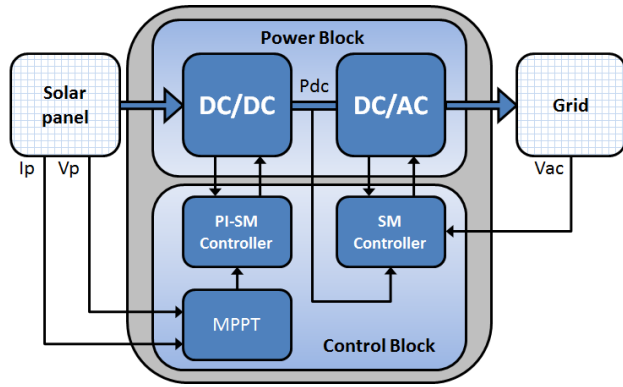 Power Block
Solar
panel
DC/DC
Pdc
DC/AC
Grid
Ip
Vp
Vac
PI-SM
Controller
SM
Controller
MPPT
Control Block